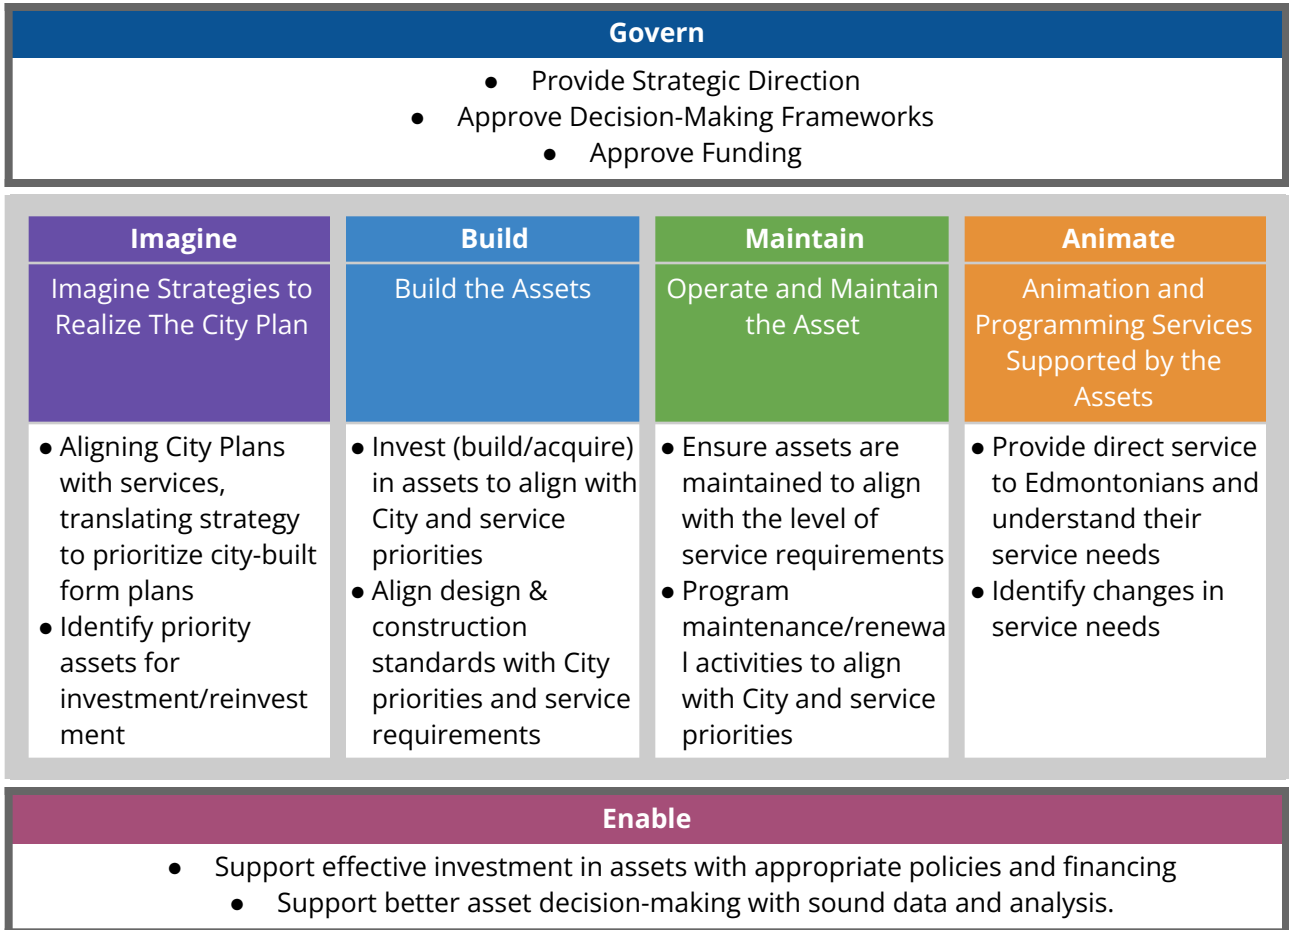 Govern
● Provide Strategic Direction
● Approve Decision-Making Frameworks
● Approve Funding
Imagine
Imagine Strategies to
Realize The City Plan
● Aligning City Plans
with services,
translating strategy
to prioritize city-built
form plans
● Identify priority
assets for
investment/reinvest
ment
Build
Build the Assets
● Invest (build/acquire)
in assets to align with
City and service
priorities
● Align design &
construction
standards with City
priorities and service
requirements
Maintain
Operate and Maintain
the Asset
● Ensure assets are
maintained to align
with the level of
service requirements
● Program
maintenance/renewa
l activities to align
with City and service
priorities
Animate
Animation and
Programming Services
Supported by the
Assets
● Provide direct service
to Edmontonians and
understand their
service needs
● Identify changes in
service needs
Enable
● Support effective investment in assets with appropriate policies and financing
● Support better asset decision-making with sound data and analysis.